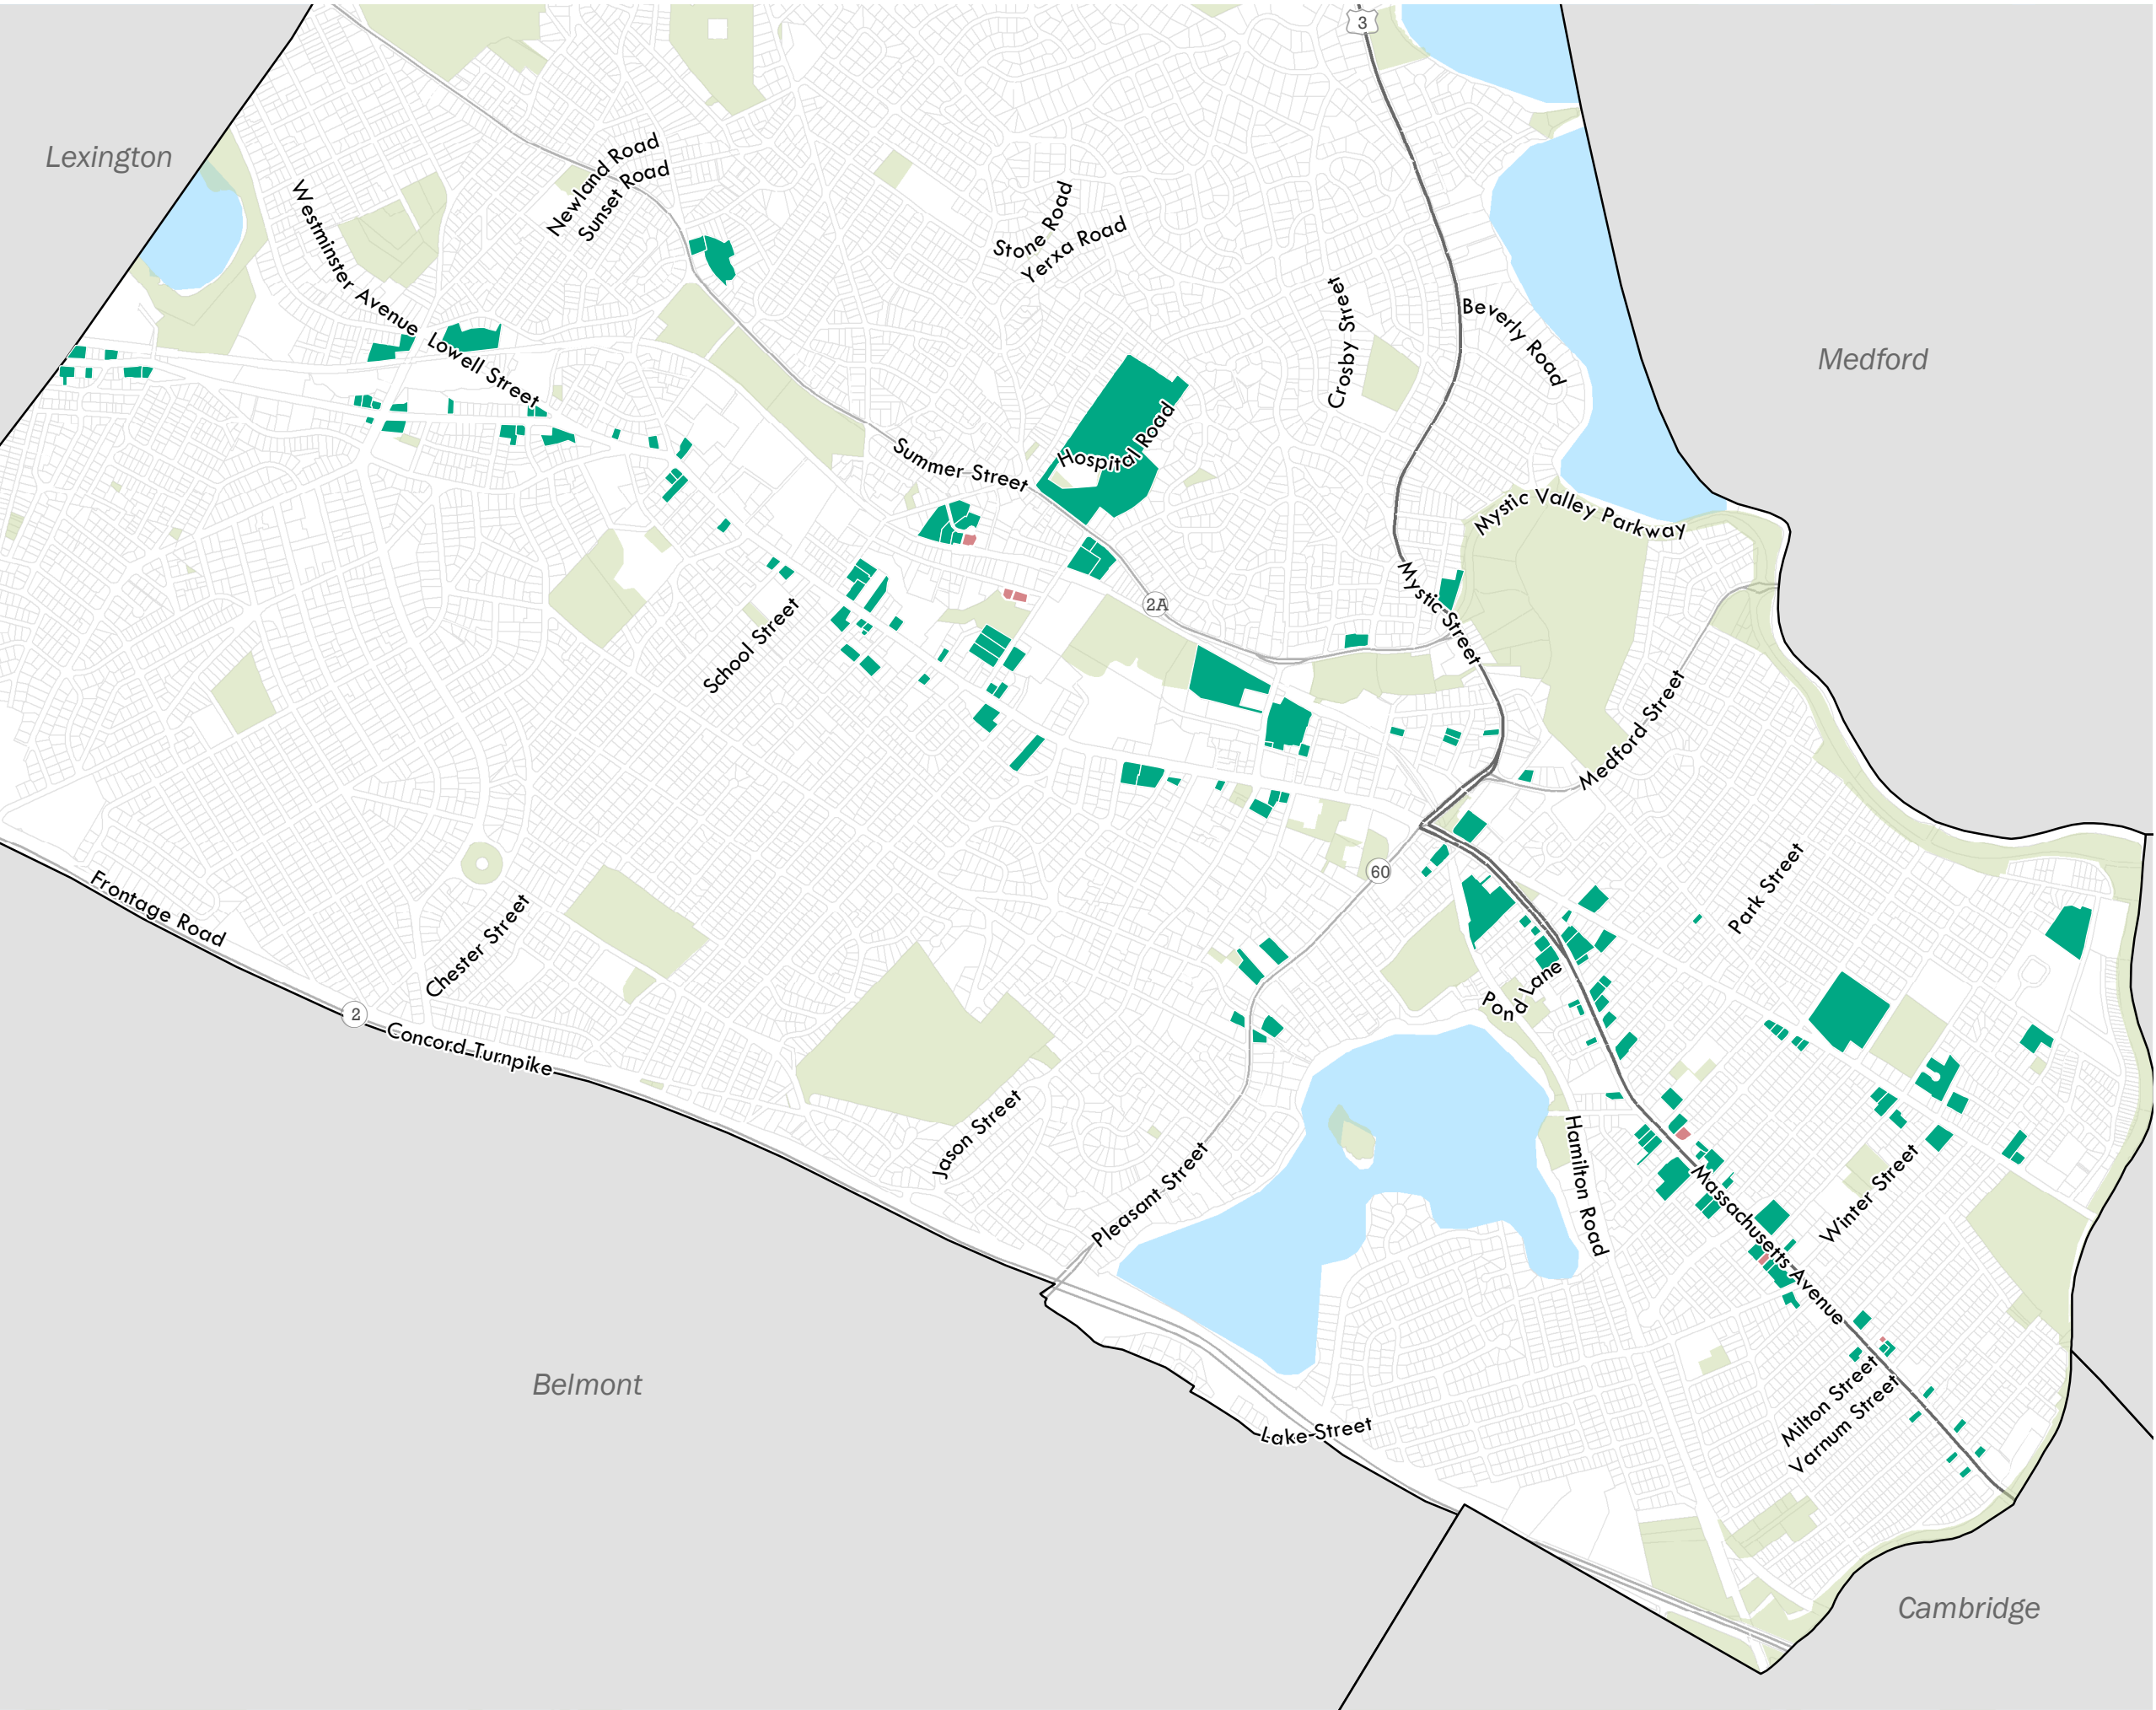 3
Lexington
Newland Road
Sunset Road
Westminster Avenue
Stone Road
Yerxa Road
Crosby Street
Beverly Road
Medford
Lowell Street
Hospital Road
Summer Street
Mystic Valley Parkway
2A
Mystic Street
School Street
Medford Street
60
Park Street
Frontage Road
Chester Street
Pond Lane
2
Concord Turnpike
Jason Street
Pleasant Street
Hamilton Road
Massachusetts Avenue
Winter Street
Belmont
Milton Street
Varnum Street
Lake Street
Cambridge